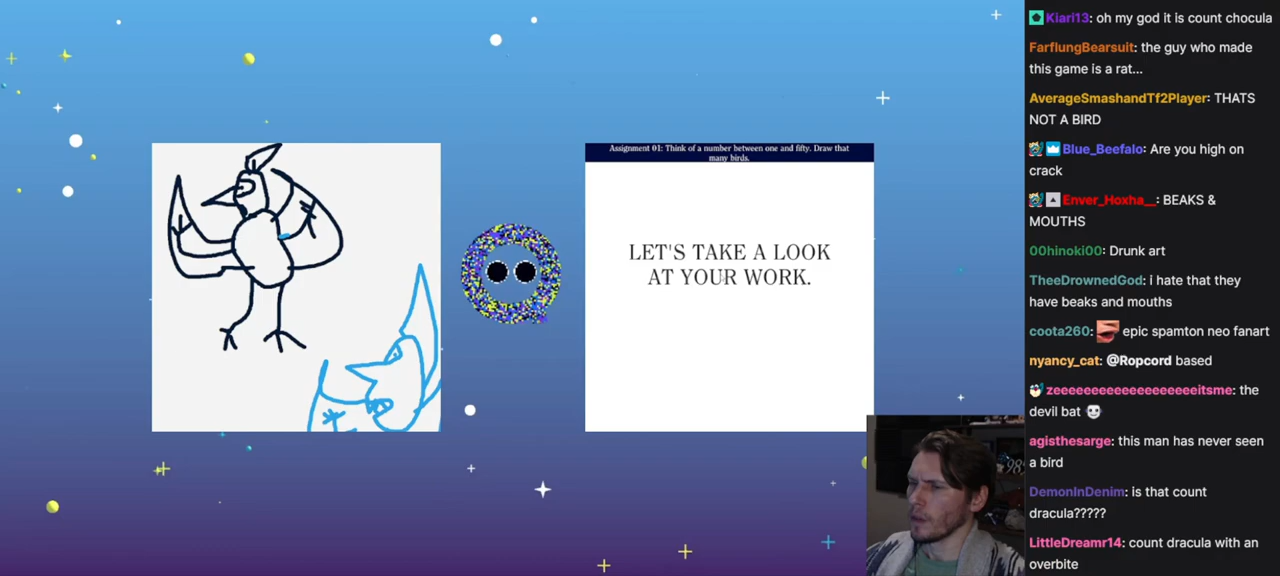 Assignment 01: Think of a number between one and fifty. Draw that
many birds.
LET'S TAKE A LOOK
AT YOUR WORK.
Kiari13: oh my god it is count chocula
FarflungBearsuit: the guy who made
this game is a rat...
AverageSmashandTf2Player: THATS
NOT A BIRD
Blue_Beefalo: Are you high on
crack
Enver_Hoxha__: BEAKS &
MOUTHS
00hinoki00: Drunk art
TheeDrownedGod: i hate that they
have beaks and mouths
coota260: epic spamton neo fanart
nyancy_cat: @Ropcord based
zeeeeeeeeeeeeeeeeeeitsme: the
devil bat
agisthesarge: this man has never seen
a bird
DemonInDenim: is that count
dracula?????
LittleDreamr14: count dracula with an
overbite